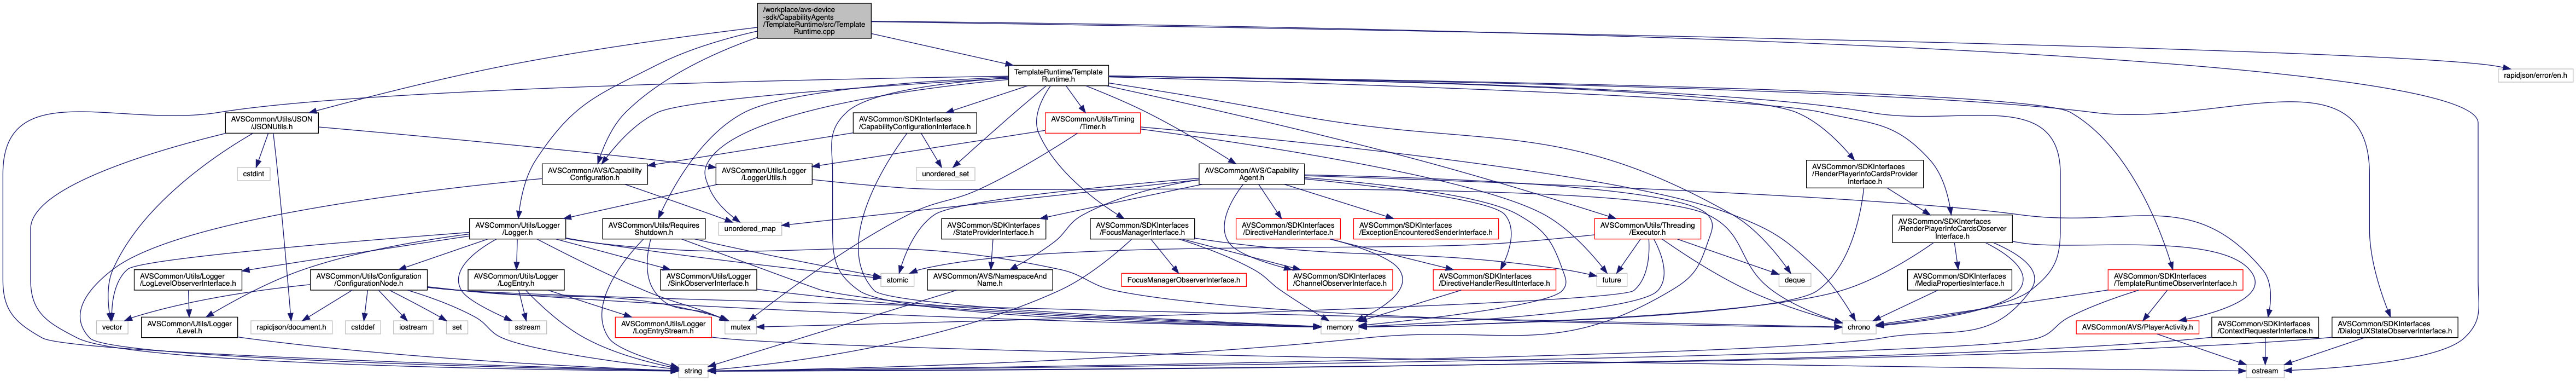 /workplace/avs-device
-sdk/CapabilityAgents
/TemplateRuntime/src/Template
Runtime.cpp
rapidjson/error/en.h
TemplateRuntime/Template
Runtime.h
AVSCommon/Utils/JSON
/JSONUtils.h
AVSCommon/SDKInterfaces
/CapabilityConfigurationInterface.h
AVSCommon/Utils/Timing
/Timer.h
cstdint
AVSCommon/AVS/Capability
Configuration.h
AVSCommon/Utils/Logger
/LoggerUtils.h
unordered_set
AVSCommon/AVS/Capability
Agent.h
AVSCommon/SDKInterfaces
/RenderPlayerInfoCardsProvider
Interface.h
AVSCommon/Utils/Logger
/Logger.h
AVSCommon/Utils/Requires
Shutdown.h
unordered_map
AVSCommon/SDKInterfaces
/StateProviderInterface.h
AVSCommon/SDKInterfaces
/FocusManagerInterface.h
AVSCommon/SDKInterfaces
/DirectiveHandlerInterface.h
AVSCommon/SDKInterfaces
/ExceptionEncounteredSenderInterface.h
AVSCommon/Utils/Threading
/Executor.h
AVSCommon/SDKInterfaces
/RenderPlayerInfoCardsObserver
Interface.h
AVSCommon/Utils/Logger
/LogLevelObserverInterface.h
AVSCommon/Utils/Configuration
/ConfigurationNode.h
AVSCommon/Utils/Logger
/LogEntry.h
AVSCommon/Utils/Logger
/SinkObserverInterface.h
atomic
AVSCommon/AVS/NamespaceAnd
Name.h
FocusManagerObserverInterface.h
AVSCommon/SDKInterfaces
/ChannelObserverInterface.h
AVSCommon/SDKInterfaces
/DirectiveHandlerResultInterface.h
future
deque
AVSCommon/SDKInterfaces
/MediaPropertiesInterface.h
AVSCommon/SDKInterfaces
/TemplateRuntimeObserverInterface.h
vector
AVSCommon/Utils/Logger
/Level.h
rapidjson/document.h
cstddef
iostream
set
sstream
AVSCommon/Utils/Logger
/LogEntryStream.h
mutex
memory
chrono
AVSCommon/AVS/PlayerActivity.h
AVSCommon/SDKInterfaces
/ContextRequesterInterface.h
AVSCommon/SDKInterfaces
/DialogUXStateObserverInterface.h
string
ostream